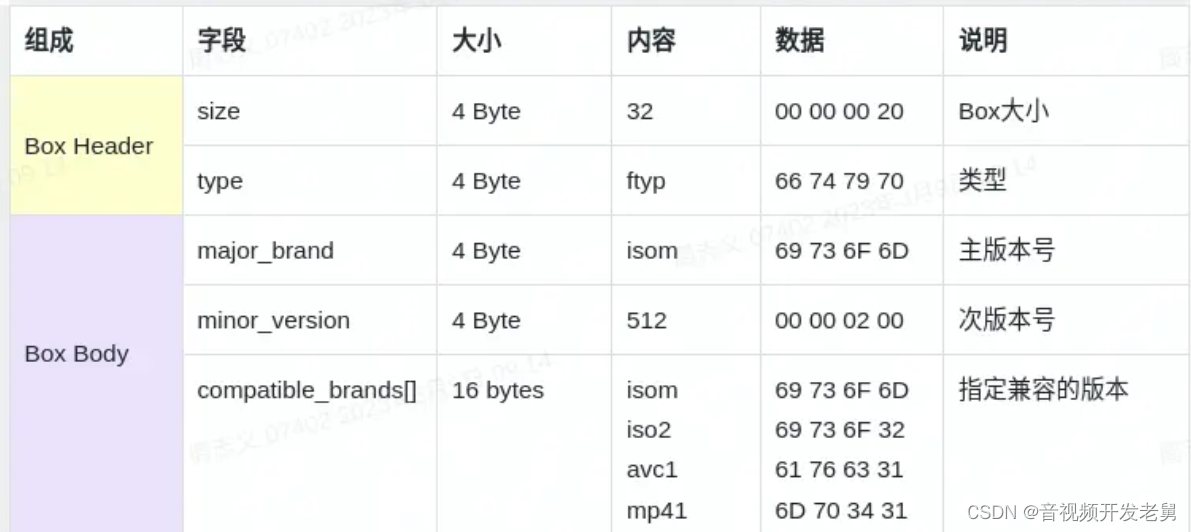 组成 字段 大小 内容 数据 说明
Box Header size 4 Byte 32 00 00 00 20 Box大小
type 4 Byte ftyp 66 74 79 70 类型
Box Body major_brand 4 Byte isom 69 73 6F 6D 主版本号
minor_version 4 Byte 512 00 00 02 00 次版本号
compatible_brands[] 16 bytes isom 69 73 6F 6D 指定兼容的版本
iso2 69 73 6F 32
avc1 61 76 63 31
mp41 6D 70 34 31
CSDN @音视频开发老舅